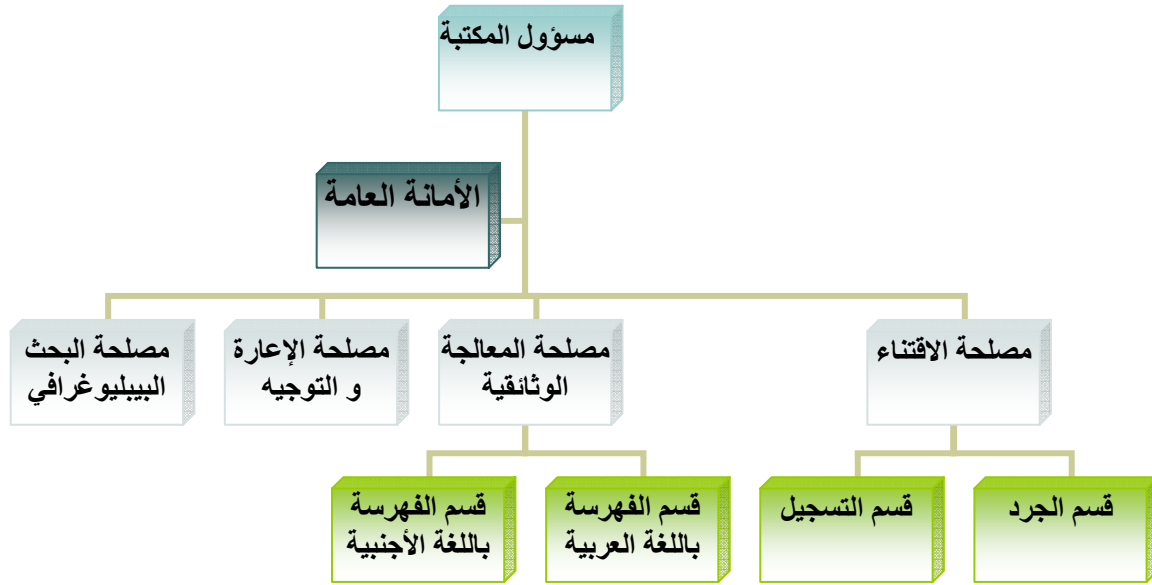 مسؤول المكتبة
الأمانة العامة
مصلحة الاقتناء
مصلحة المعالجة
الوثائقية
مصلحة الإعارة
و التوجيه
مصلحة البحث
البيبليوغرافي
قسم الجرد
قسم التسجيل
قسم الفهرسة
باللغة العربية
قسم الفهرسة
باللغة الأجنبية